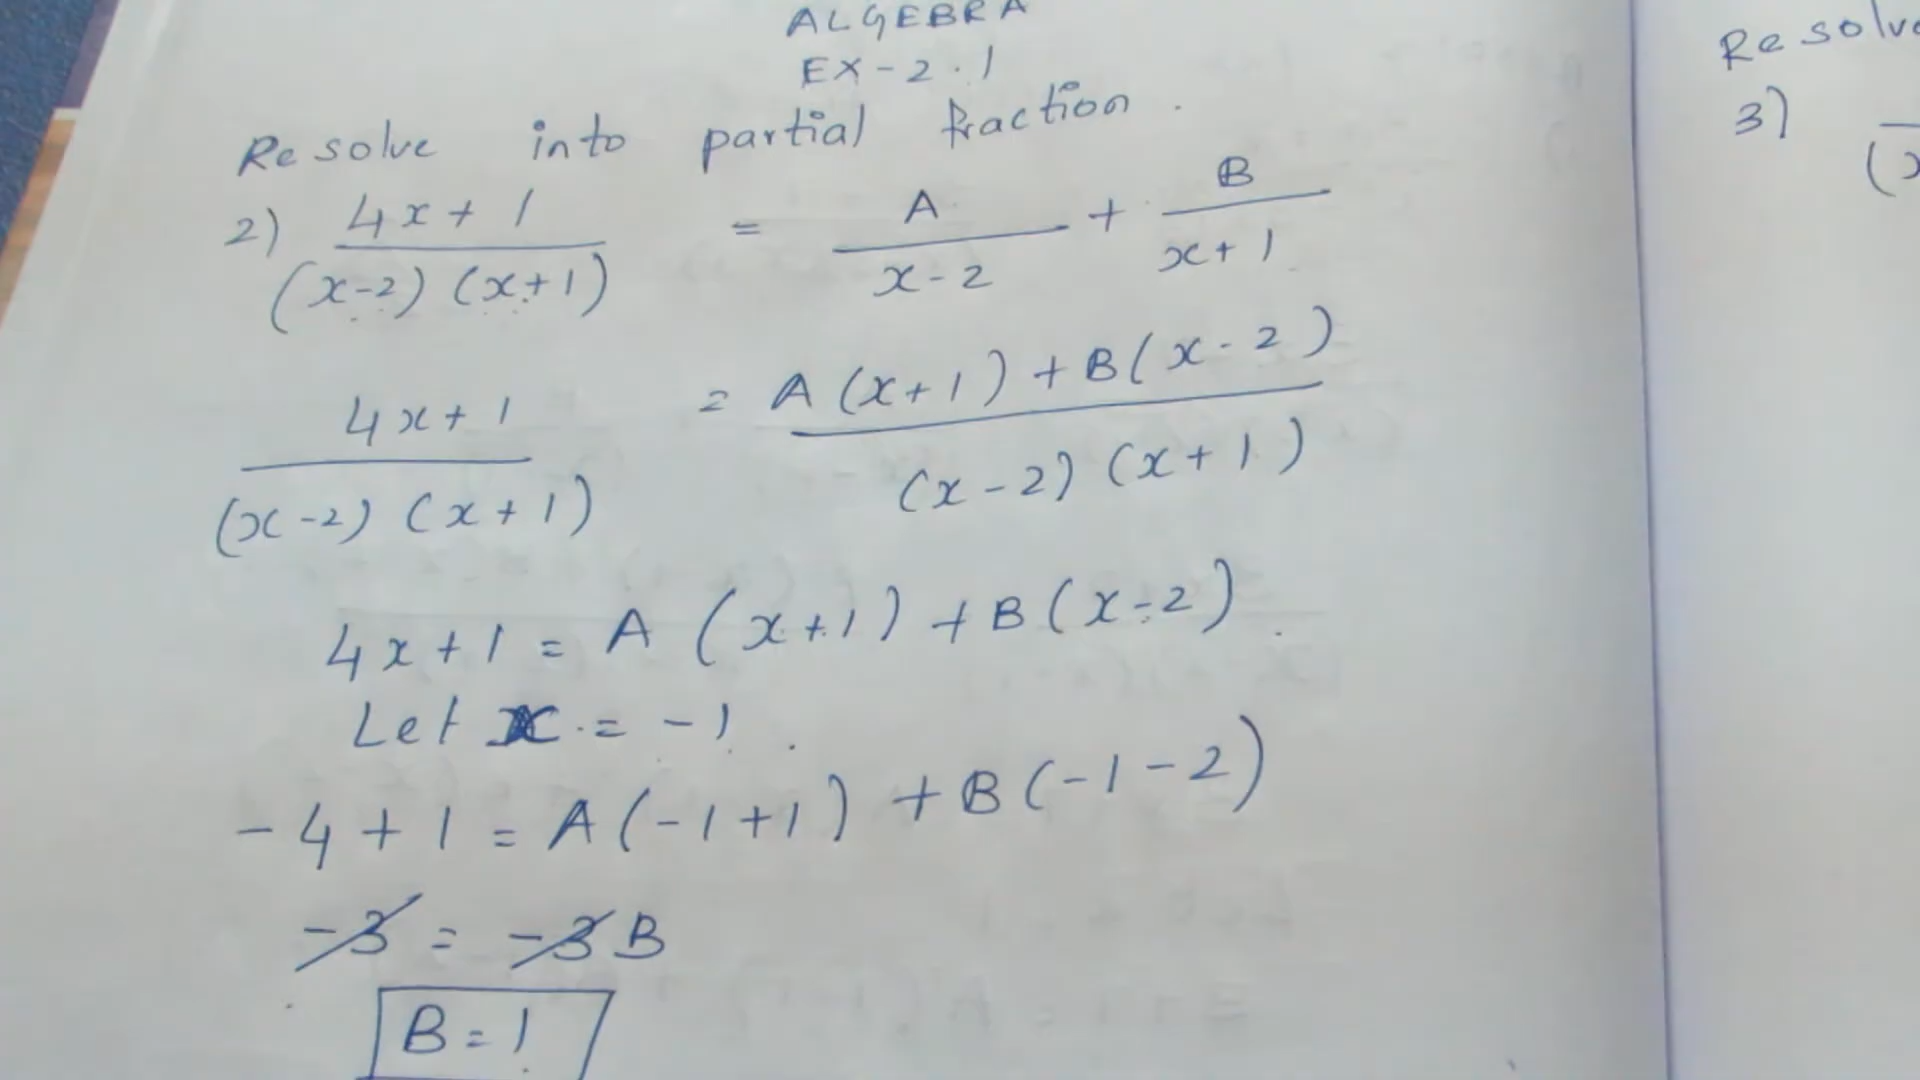 ALGEBRA
EX-2.1
Resolve into partial fraction.
2) 4x+1 / (x-2)(x+1) = A / x-2 + B / x+1
4x+1 / (x-2)(x+1) = A(x+1)+B(x-2) / (x-2)(x+1)
4x+1 = A(x+1)+B(x-2)
Let x = -1
-4+1 = A(-1+1)+B(-1-2)
-3 = -3B
B=1
3)